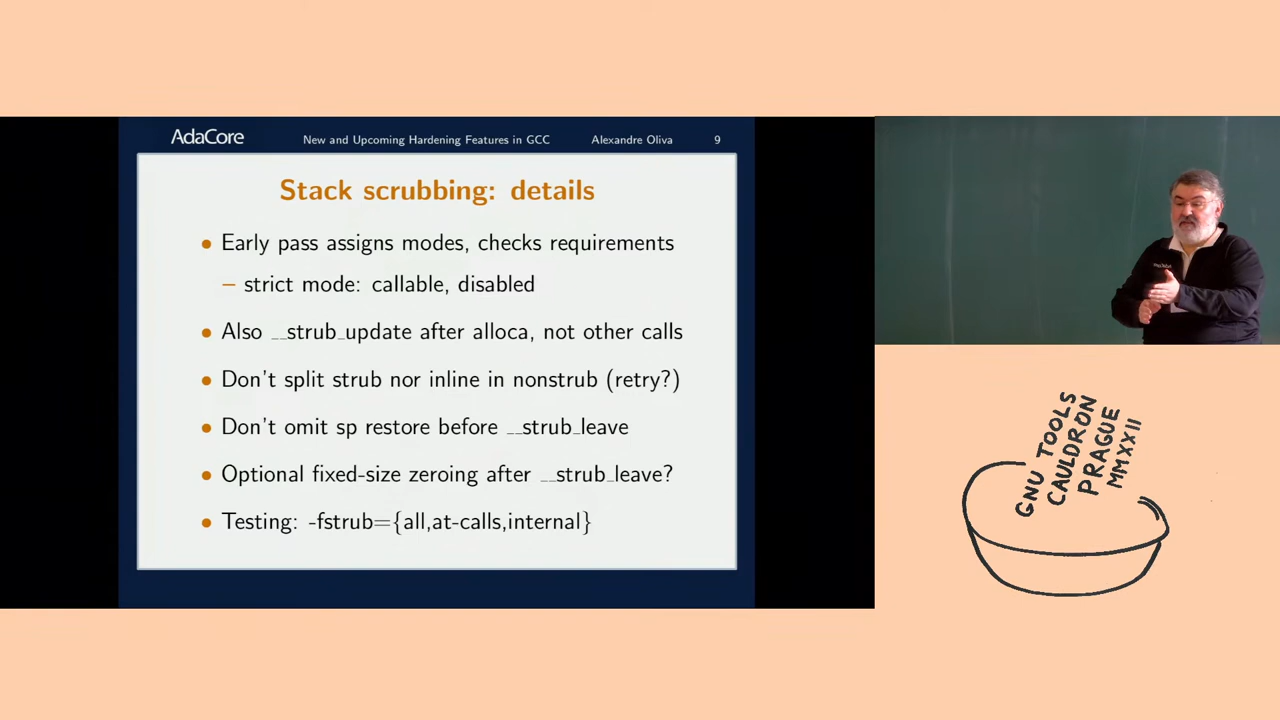 AdaCore New and Upcoming Hardening Features in GCC Alexandre Oliva 9
Stack scrubbing: details
• Early pass assigns modes, checks requirements
– strict mode: callable, disabled
• Also __strub_update after alloca, not other calls
• Don't split strub nor inline in nonstrub (retry?)
• Don't omit sp restore before __strub_leave
• Optional fixed-size zeroing after __strub_leave?
• Testing: -fstrub={all,at-calls,internal}
GNU TOOLS
CAULDRON
PRAGUE
MMXXII